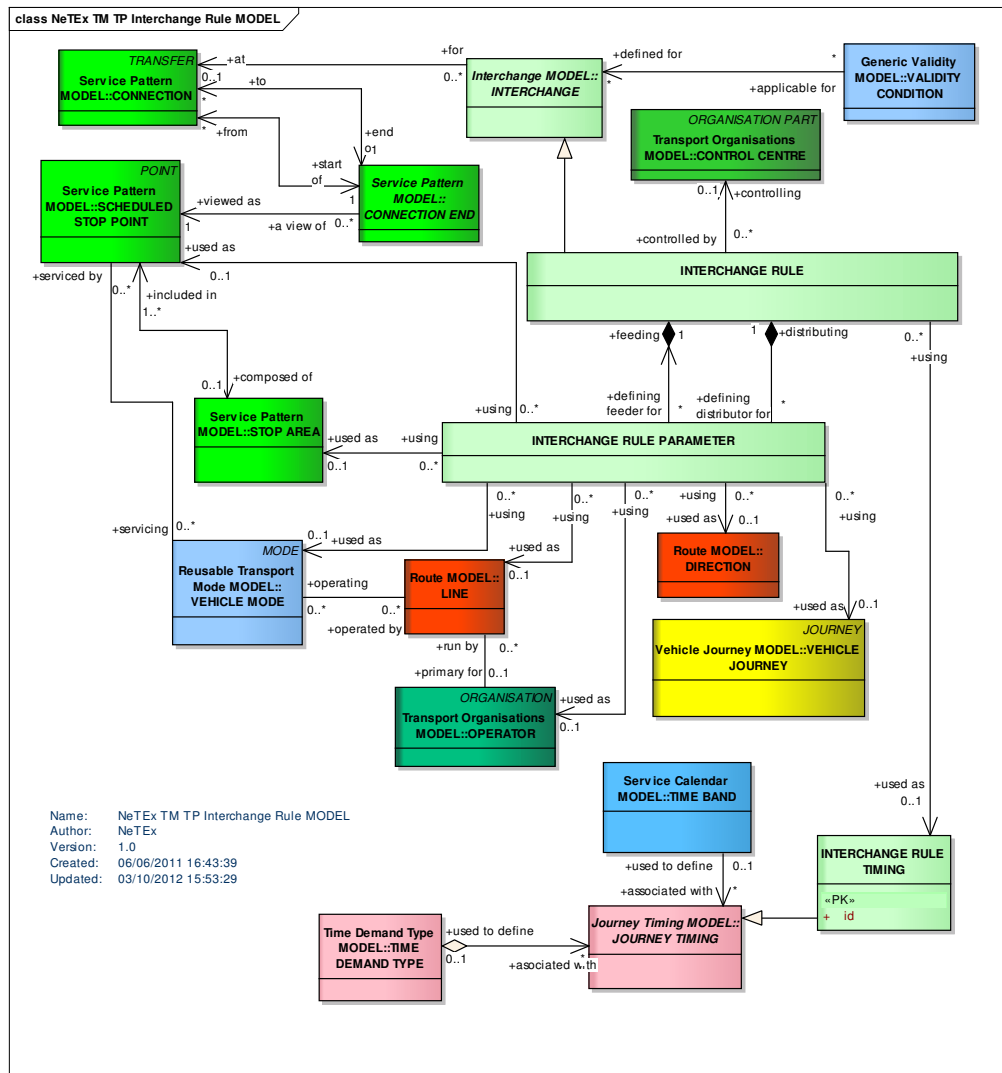 class NeTEx TM TP Interchange Rule MODEL
TRANSFER
Service Pattern
MODEL::CONNECTION
+at
0..1
+to
*
*
+from
+for
0..*
Interchange MODEL::
INTERCHANGE
+defined for
*
*
+applicable for
Generic Validity
MODEL::VALIDITY
CONDITION
ORGANISATION PART
Transport Organisations
MODEL::CONTROL CENTRE
0..1
+controlling
+controlled by
0..*
+end
o1
+start
of
Service Pattern
MODEL::
CONNECTION END
POINT
Service Pattern
MODEL::SCHEDULED
STOP POINT
+viewed as
1
1
+a view of
0..*
+used as
0..1
+serviced by
0..*
+included in
1..*
INTERCHANGE RULE
+feeding
1
1
+distributing
0..*
+using
+composed of
0..1
+defining
feeder for
*
+defining
distributor for
*
Service Pattern
MODEL::STOP AREA
+using
0..*
INTERCHANGE RULE PARAMETER
+used as
0..1
+using
0..*
+servicing
0..*
0..*
+using
0..*
+using
0..*
+using
+using
0..*
0..*
+using
+used as
0..1
0..1
+used as
+used as
0..1
+used as
0..1
MODE
Reusable Transport
Mode MODEL::
VEHICLE MODE
+operating
0..*
0..*
+operated by
Route MODEL::
LINE
Route MODEL::
DIRECTION
+run by
0..*
+primary for
0..1
JOURNEY
Vehicle Journey MODEL::VEHICLE
JOURNEY
ORGANISATION
Transport Organisations
MODEL::OPERATOR
+used as
0..1
Service Calendar
MODEL::TIME BAND
+used as
0..1
Name: NeTEx TM TP Interchange Rule MODEL
Author: NeTEx
Version: 1.0
Created: 06/06/2011 16:43:39
Updated: 03/10/2012 15:53:29
+used to define
0..1
+associated with
*
INTERCHANGE RULE
TIMING
«PK»
+ id
Time Demand Type
MODEL::TIME
DEMAND TYPE
+used to define
0..1
*
+asociated with
Journey Timing MODEL::
JOURNEY TIMING